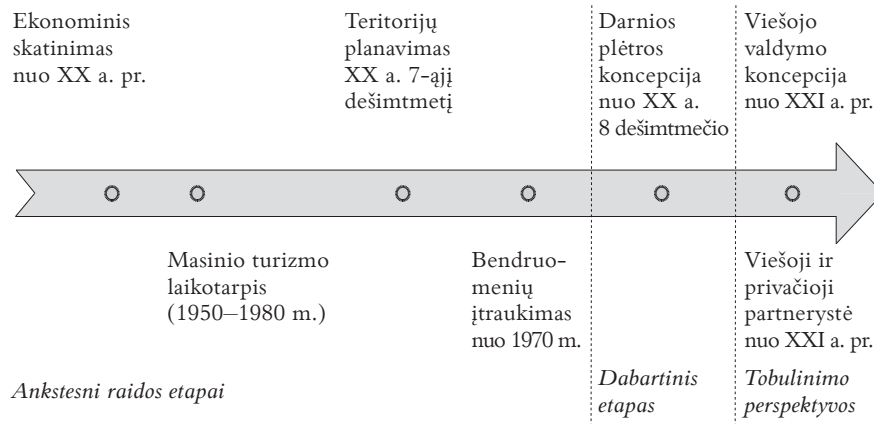 Ekonominis
skatinimas
nuo XX a. pr.
Teritorijų
planavimas
XX a. 7-ąjį
dešimtmetį
Darnios
plėtros
koncepcija
nuo XX a.
8 dešimtmečio
Viešojo
valdymo
koncepcija
nuo XXI a. pr.
Masinio turizmo
laikotarpis
(1950–1980 m.)
Bendruo-
menių
įtraukimas
nuo 1970 m.
Viešoji ir
privačioji
partnerystė
nuo XXI a. pr.
Ankstesni raidos etapai
Dabartinis
etapas
Tobulinimo
perspektyvos